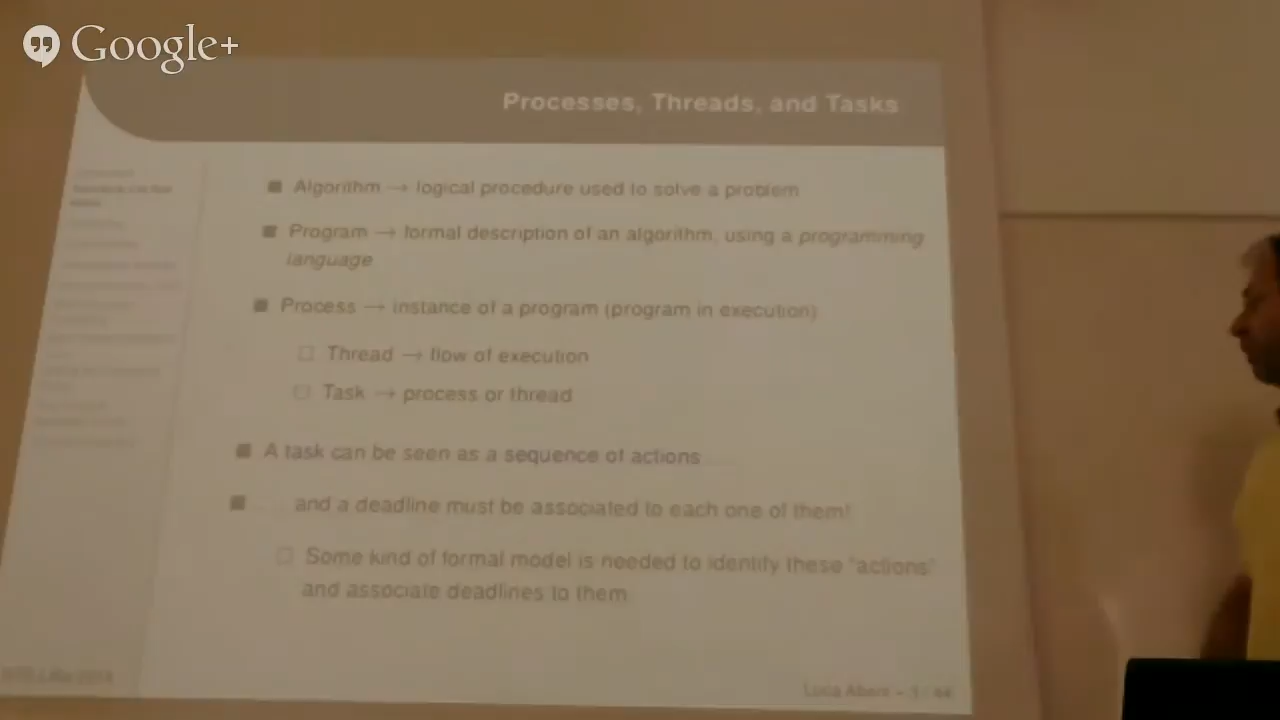 Google+
Processes, Threads, and Tasks
Algorithm → logical procedure used to solve a problem
Program → formal description of an algorithm, using a programming
language
Process → instance of a program (program in execution)
Thread → flow of execution
Task → process or thread
A task can be seen as a sequence of actions ...
... and a deadline must be associated to each one of them!
Some kind of formal model is needed to identify these "actions"
and associate deadlines to them